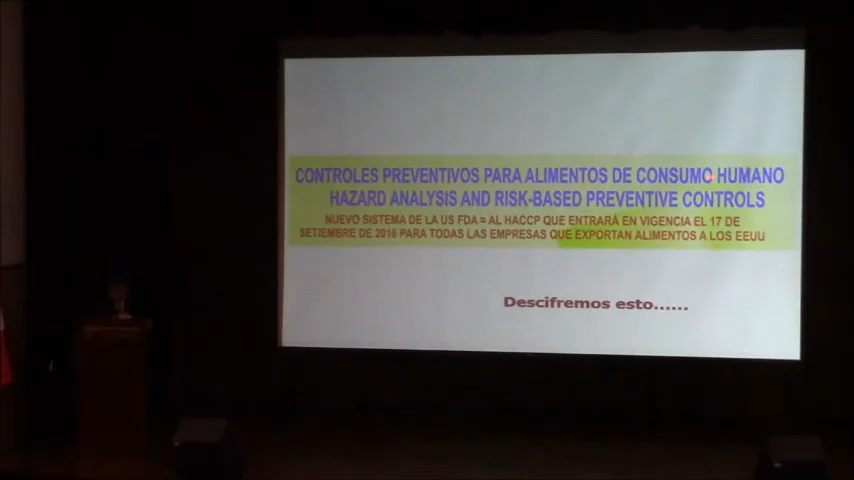 CONTROLES PREVENTIVOS PARA ALIMENTOS DE CONSUMO HUMANO
HAZARD ANALYSIS AND RISK-BASED PREVENTIVE CONTROLS
NUEVO SISTEMA DE LA US FDA = AL HACCP QUE ENTRARÁ EN VIGENCIA EL 17 DE
SETIEMBRE DE 2016 PARA TODAS LAS EMPRESAS QUE EXPORTAN ALIMENTOS A LOS EEUU
Descifremos esto......